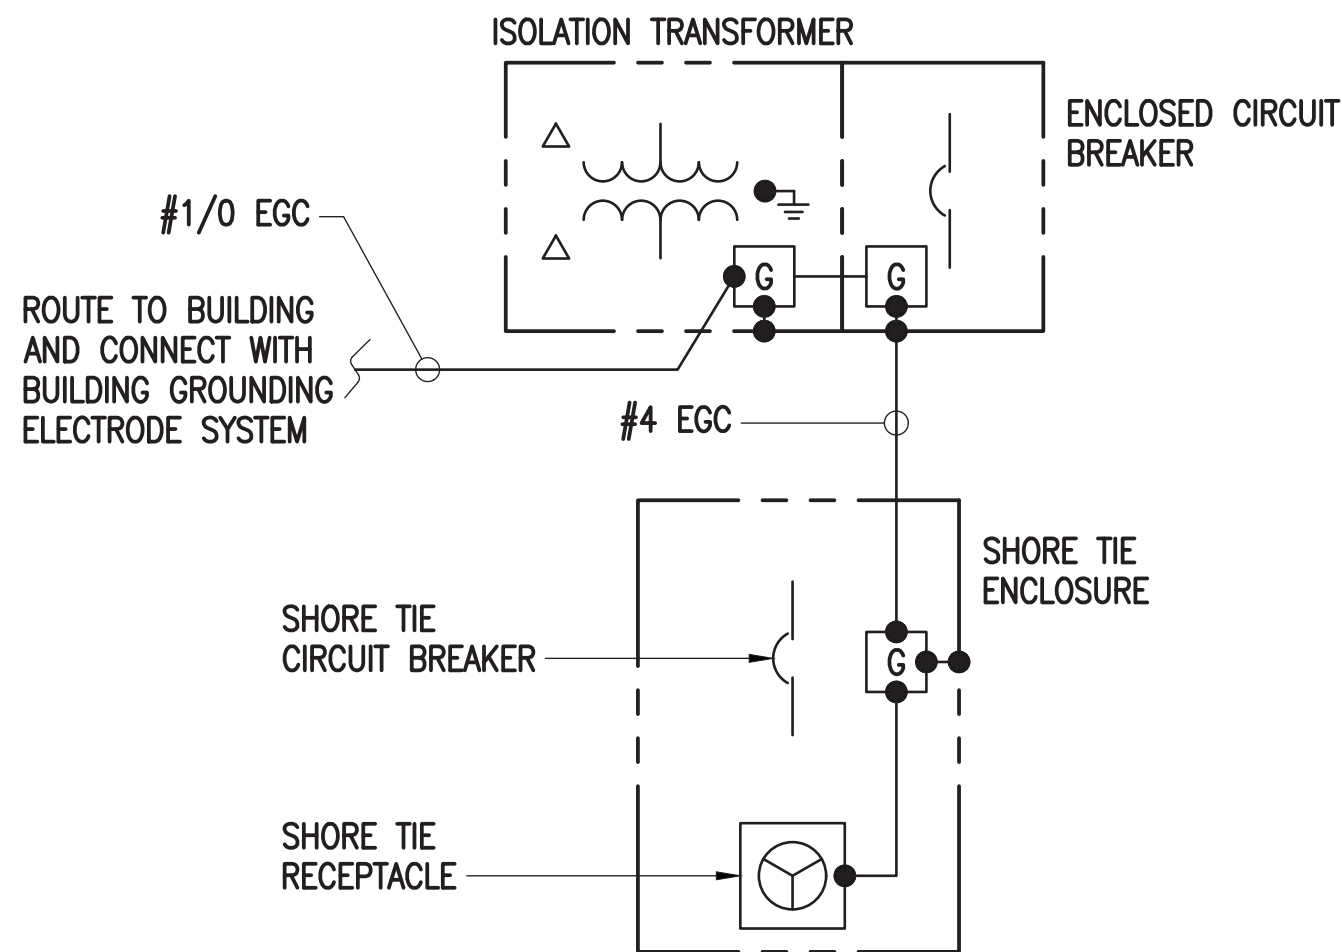 ISOLATION TRANSFORMER
ENCLOSED CIRCUIT
BREAKER
#1/0 EGC
ROUTE TO BUILDING
AND CONNECT WITH
BUILDING GROUNDING
ELECTRODE SYSTEM
G
G
#4 EGC
SHORE TIE
ENCLOSURE
SHORE TIE
CIRCUIT BREAKER
G
SHORE TIE
RECEPTACLE